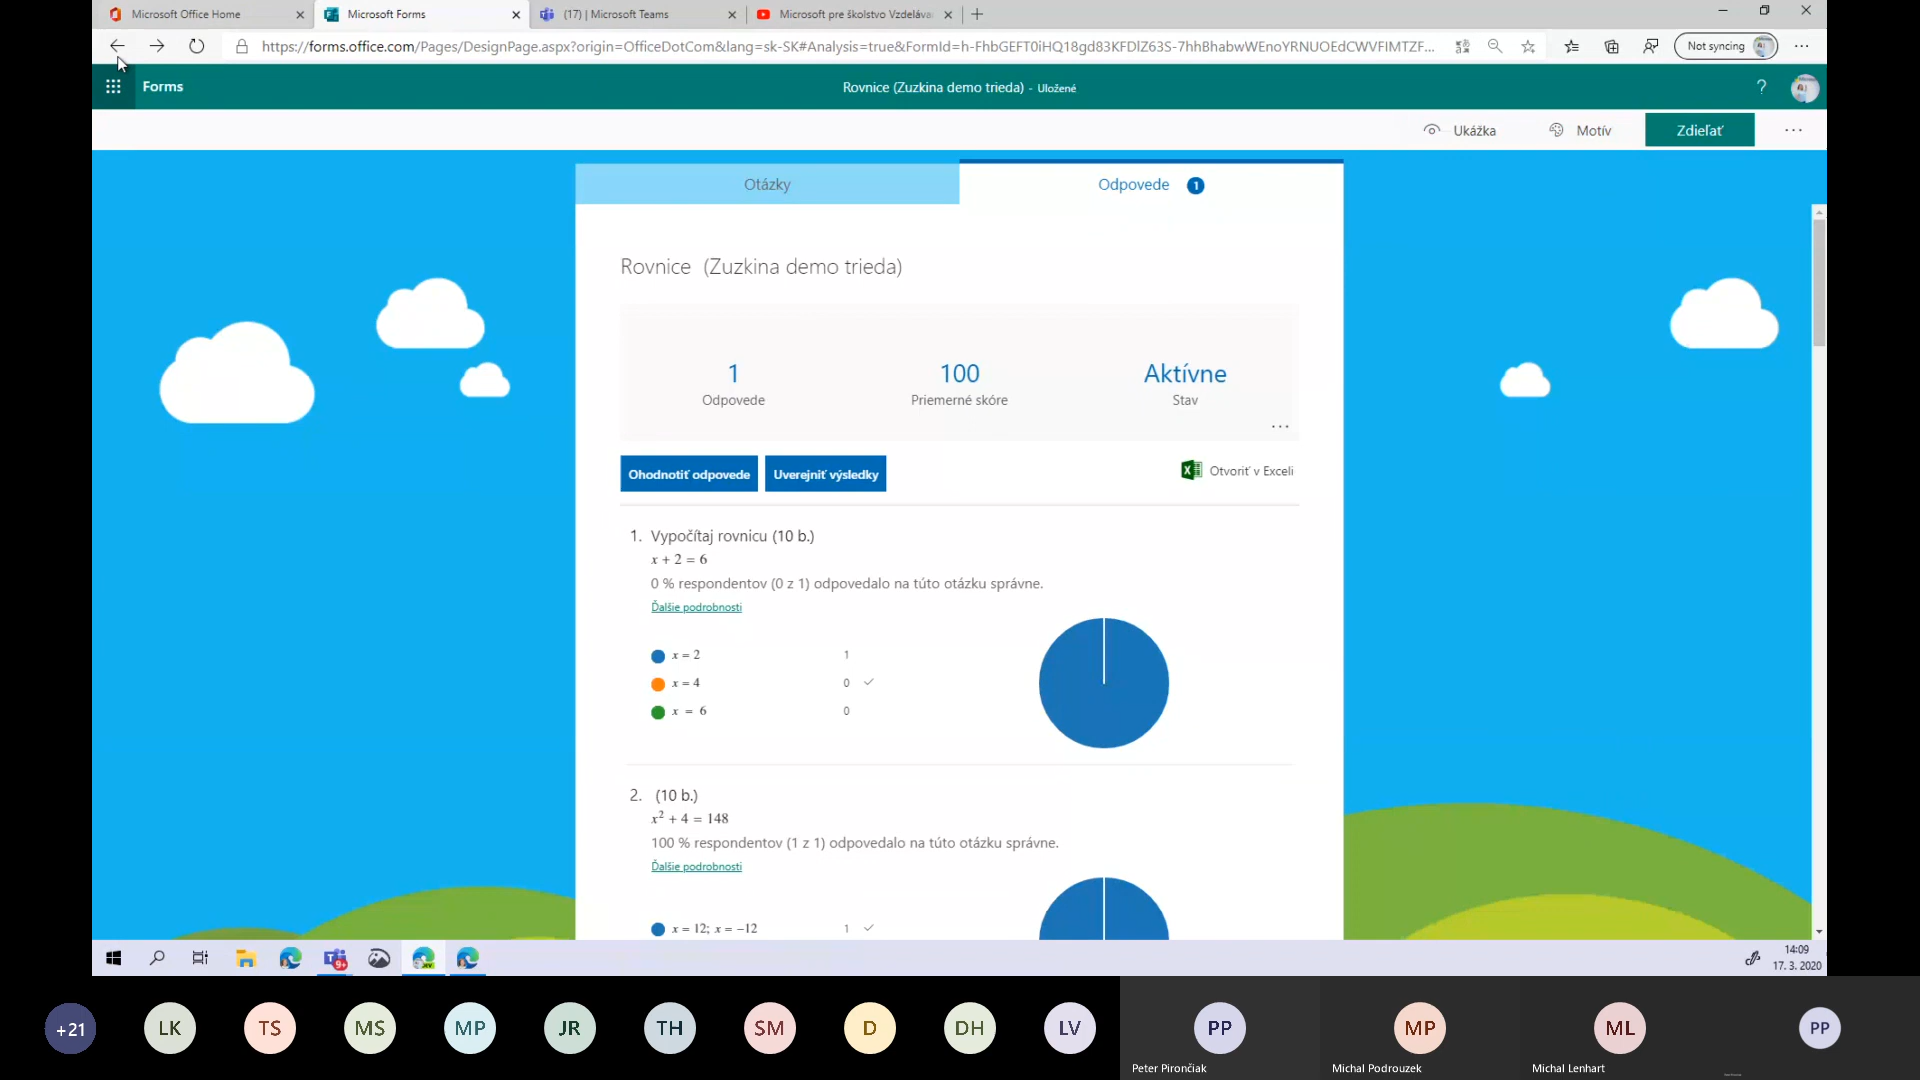 Microsoft Office Home
Microsoft Forms
(17) | Microsoft Teams
Microsoft pre školstvo Vzdeláva
https://forms.office.com/Pages/DesignPage.aspx?origin=OfficeDotCom&lang=sk-SK#Analysis=true&FormId=h-FhbGEFT0iHQ18gd83KFDlZ63S-7hhBhabwWEnoYRNUOEdCWVFIMTZF...
Not syncing
Forms
Rovnice (Zuzkina demo trieda) - Uložené
?
Ukážka
Motív
Zdieľať
Otázky
Odpovede 1
Rovnice (Zuzkina demo trieda)
1
100
Aktívne
Odpovede
Priemerné skóre
Stav
Ohodnotiť odpovede
Uverejniť výsledky
Otvoriť v Exceli
1. Vypočítaj rovnicu (10 b.)
x + 2 = 6
0 % respondentov (0 z 1) odpovedalo na túto otázku správne.
Ďalšie podrobnosti
x = 2 1
x = 4 0
x = 6 0
2. (10 b.)
x² + 4 = 148
100 % respondentov (1 z 1) odpovedalo na túto otázku správne.
Ďalšie podrobnosti
x = 12; x = −12 1
9+
14:09
17. 3. 2020
+21
LK
TS
MS
MP
JR
TH
SM
D
DH
LV
PP
MP
ML
PP
Peter Pirončiak
Michal Podrouzek
Michal Lenhart